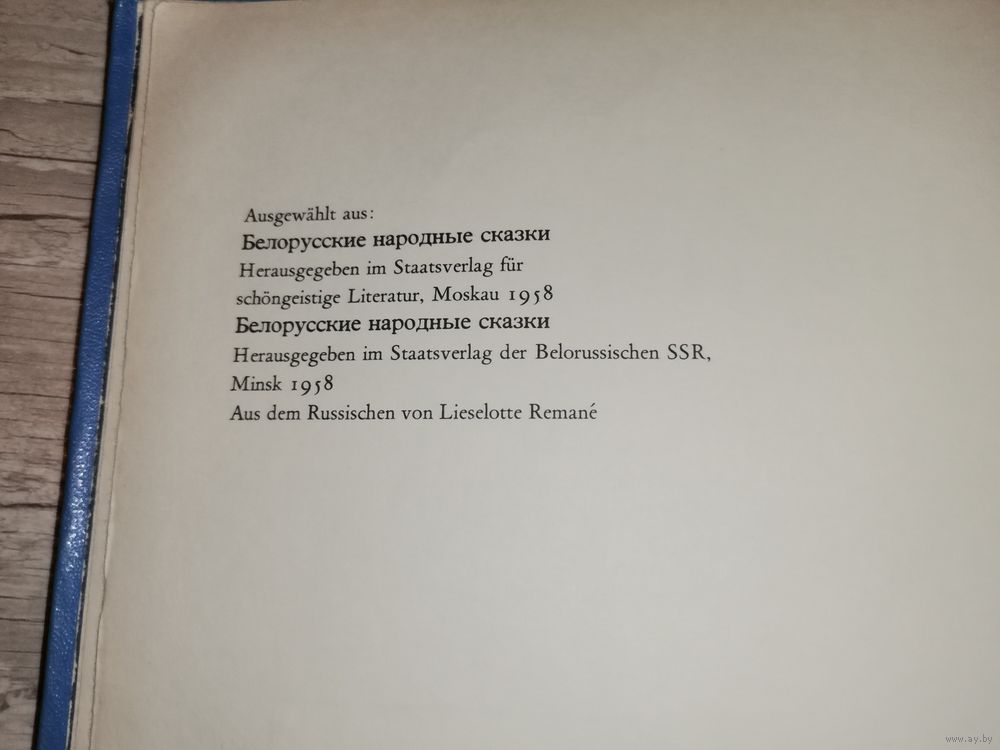 Ausgewählt aus:
Белорусские народные сказки
Herausgegeben im Staatsverlag für
schöngeistige Literatur, Moskau 1958
Белорусские народные сказки
Herausgegeben im Staatsverlag der Belorussischen SSR,
Minsk 1958
Aus dem Russischen von Lieselotte Remané
www.ay.by